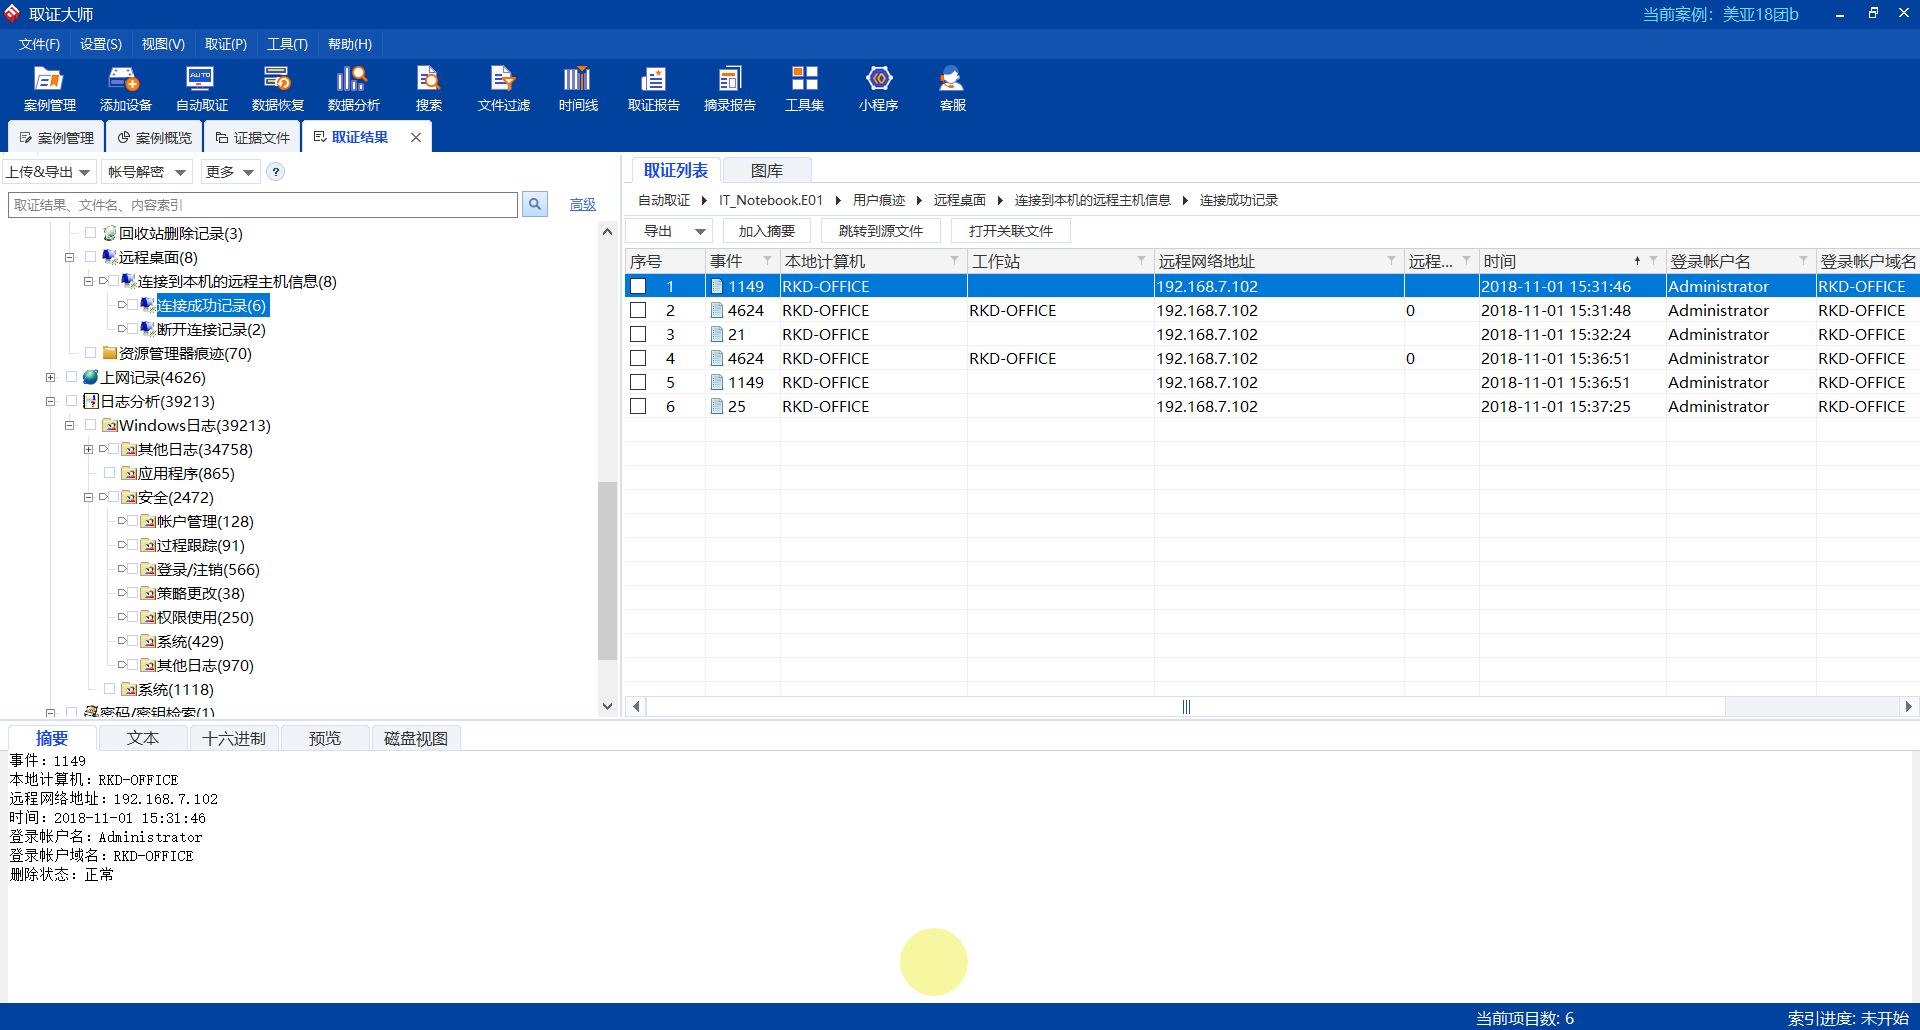 取证大师
当前案例：美亚18团b
文件(F) 设置(S) 视图(V) 取证(P) 工具(T) 帮助(H)
案例管理 添加设备 自动取证 数据恢复 数据分析 搜索 文件过滤 时间线 取证报告 摘录报告 工具集 小程序 客服
案例管理 案例概览 证据文件 取证结果
上传&导出 帐号解密 更多 ?
取证结果、文件名、内容索引 高级
回收站删除记录(3)
远程桌面(8)
连接到本机的远程主机信息(8)
连接成功记录(6)
断开连接记录(2)
资源管理器痕迹(70)
上网记录(4626)
日志分析(39213)
Windows日志(39213)
其他日志(34758)
应用程序(865)
安全(2472)
帐户管理(128)
过程跟踪(91)
登录/注销(566)
策略更改(38)
权限使用(250)
系统(429)
其他日志(970)
系统(1118)
密码/密钥检索(1)
取证列表 图库
自动取证 IT_Notebook.E01 用户痕迹 远程桌面 连接到本机的远程主机信息 连接成功记录
导出 加入摘要 跳转到源文件 打开关联文件
序号 事件 本地计算机 工作站 远程网络地址 远程... 时间 登录帐户名 登录帐户域名
1 1149 RKD-OFFICE 192.168.7.102 2018-11-01 15:31:46 Administrator RKD-OFFICE
2 4624 RKD-OFFICE RKD-OFFICE 192.168.7.102 0 2018-11-01 15:31:48 Administrator RKD-OFFICE
3 21 RKD-OFFICE 192.168.7.102 2018-11-01 15:32:24 Administrator RKD-OFFICE
4 4624 RKD-OFFICE RKD-OFFICE 192.168.7.102 0 2018-11-01 15:36:51 Administrator RKD-OFFICE
5 1149 RKD-OFFICE 192.168.7.102 2018-11-01 15:36:51 Administrator RKD-OFFICE
6 25 RKD-OFFICE 192.168.7.102 2018-11-01 15:37:25 Administrator RKD-OFFICE
摘要 文本 十六进制 预览 磁盘视图
事件：1149
本地计算机：RKD-OFFICE
远程网络地址：192.168.7.102
时间：2018-11-01 15:31:46
登录帐户名：Administrator
登录帐户域名：RKD-OFFICE
删除状态：正常
当前项目数: 6 索引进度: 未开始